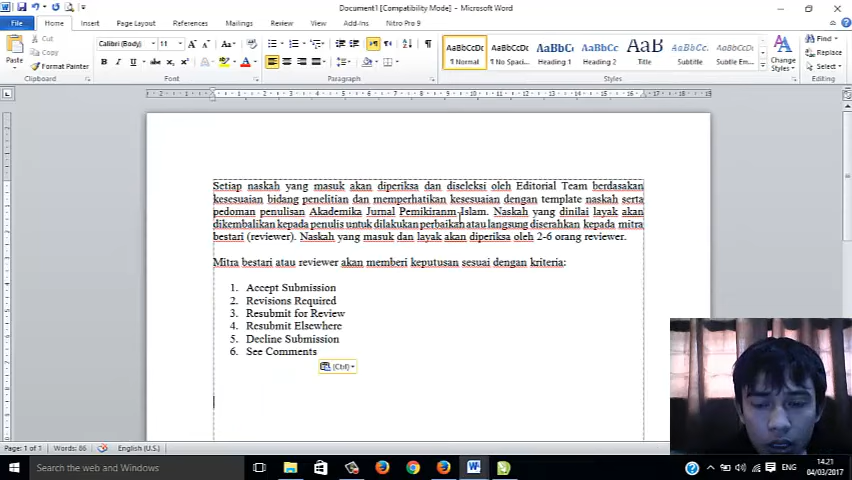 Document1 [Compatibility Mode] - Microsoft Word
File Home Insert Page Layout References Mailings Review View Add-Ins Nitro Pro 9
Cut
Copy
Paste
Format Painter
Clipboard
Calibri (Body) 11
Font
Paragraph
AaBbCcDc AaBbCcDc AaBbC AaBbCc AaB AaBbCc. AaBbCcDc
¶ Normal ¶ No Spaci... Heading 1 Heading 2 Title Subtitle Subtle Em...
Change Styles
Styles
Find
Replace
Select
Editing
Setiap naskah yang masuk akan diperiksa dan diseleksi oleh Editorial Team berdasakan
kesesuaian bidang penelitian dan memperhatikan kesesuaian dengan template naskah serta
pedoman penulisan Akademika Jurnal Pemikiranm Islam. Naskah yang dinilai layak akan
dikembalikan kepada penulis untuk dilakukan perbaikan atau langsung diserahkan kepada mitra
bestari (reviewer). Naskah yang masuk dan layak akan diperiksa oleh 2-6 orang reviewer.
Mitra bestari atau reviewer akan memberi keputusan sesuai dengan kriteria:
1. Accept Submission
2. Revisions Required
3. Resubmit for Review
4. Resubmit Elsewhere
5. Decline Submission
6. See Comments
(Ctrl)
Page: 1 of 1 Words: 86 English (U.S.)
Search the web and Windows
ENG
14.21
04/03/2017